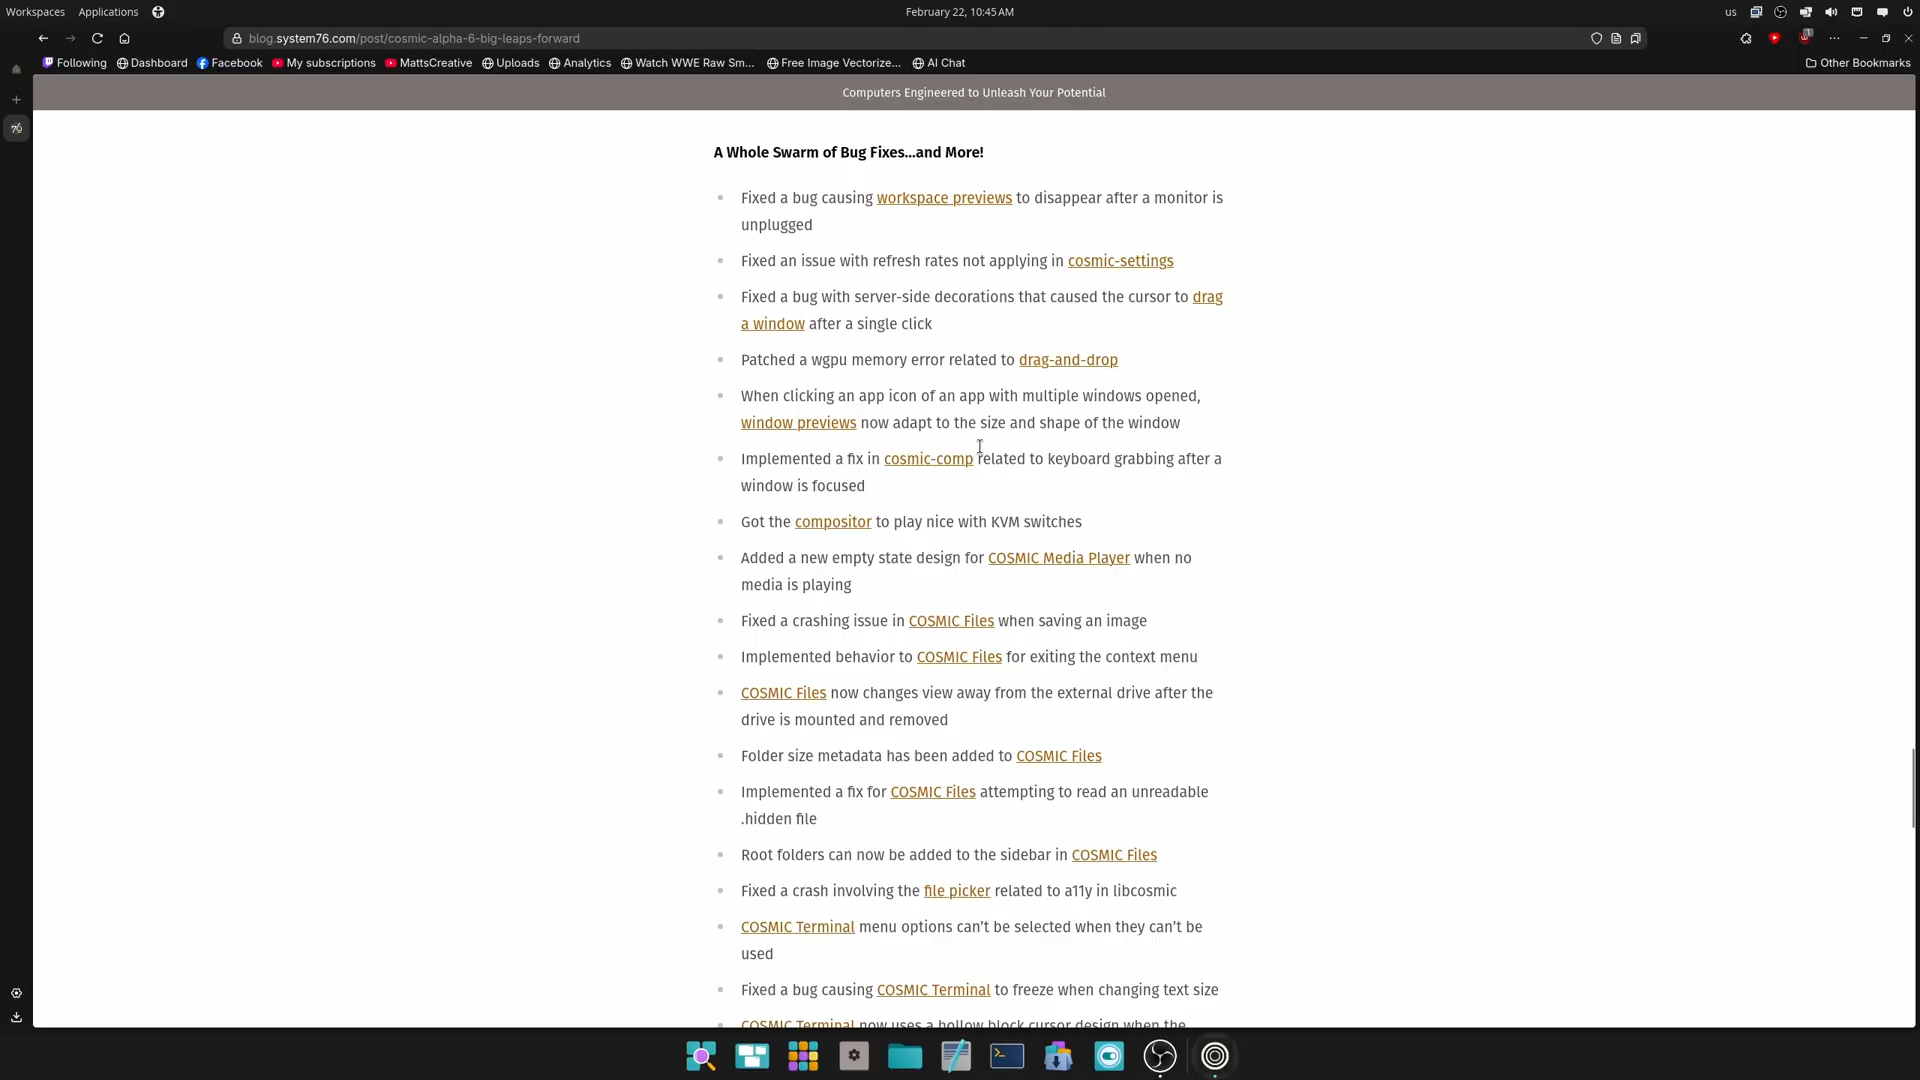 Workspaces Applications February 22, 10:45 AM us
blog.system76.com/post/cosmic-alpha-6-big-leaps-forward
Following Dashboard Facebook My subscriptions MattsCreative Uploads Analytics Watch WWE Raw Sm... Free Image Vectorize... AI Chat Other Bookmarks
Computers Engineered to Unleash Your Potential
A Whole Swarm of Bug Fixes...and More!
Fixed a bug causing workspace previews to disappear after a monitor is
unplugged
Fixed an issue with refresh rates not applying in cosmic-settings
Fixed a bug with server-side decorations that caused the cursor to drag
a window after a single click
Patched a wgpu memory error related to drag-and-drop
When clicking an app icon of an app with multiple windows opened,
window previews now adapt to the size and shape of the window
Implemented a fix in cosmic-comp related to keyboard grabbing after a
window is focused
Got the compositor to play nice with KVM switches
Added a new empty state design for COSMIC Media Player when no
media is playing
Fixed a crashing issue in COSMIC Files when saving an image
Implemented behavior to COSMIC Files for exiting the context menu
COSMIC Files now changes view away from the external drive after the
drive is mounted and removed
Folder size metadata has been added to COSMIC Files
Implemented a fix for COSMIC Files attempting to read an unreadable
.hidden file
Root folders can now be added to the sidebar in COSMIC Files
Fixed a crash involving the file picker related to a11y in libcosmic
COSMIC Terminal menu options can't be selected when they can't be
used
Fixed a bug causing COSMIC Terminal to freeze when changing text size
COSMIC Terminal now uses a hollow block cursor design when the